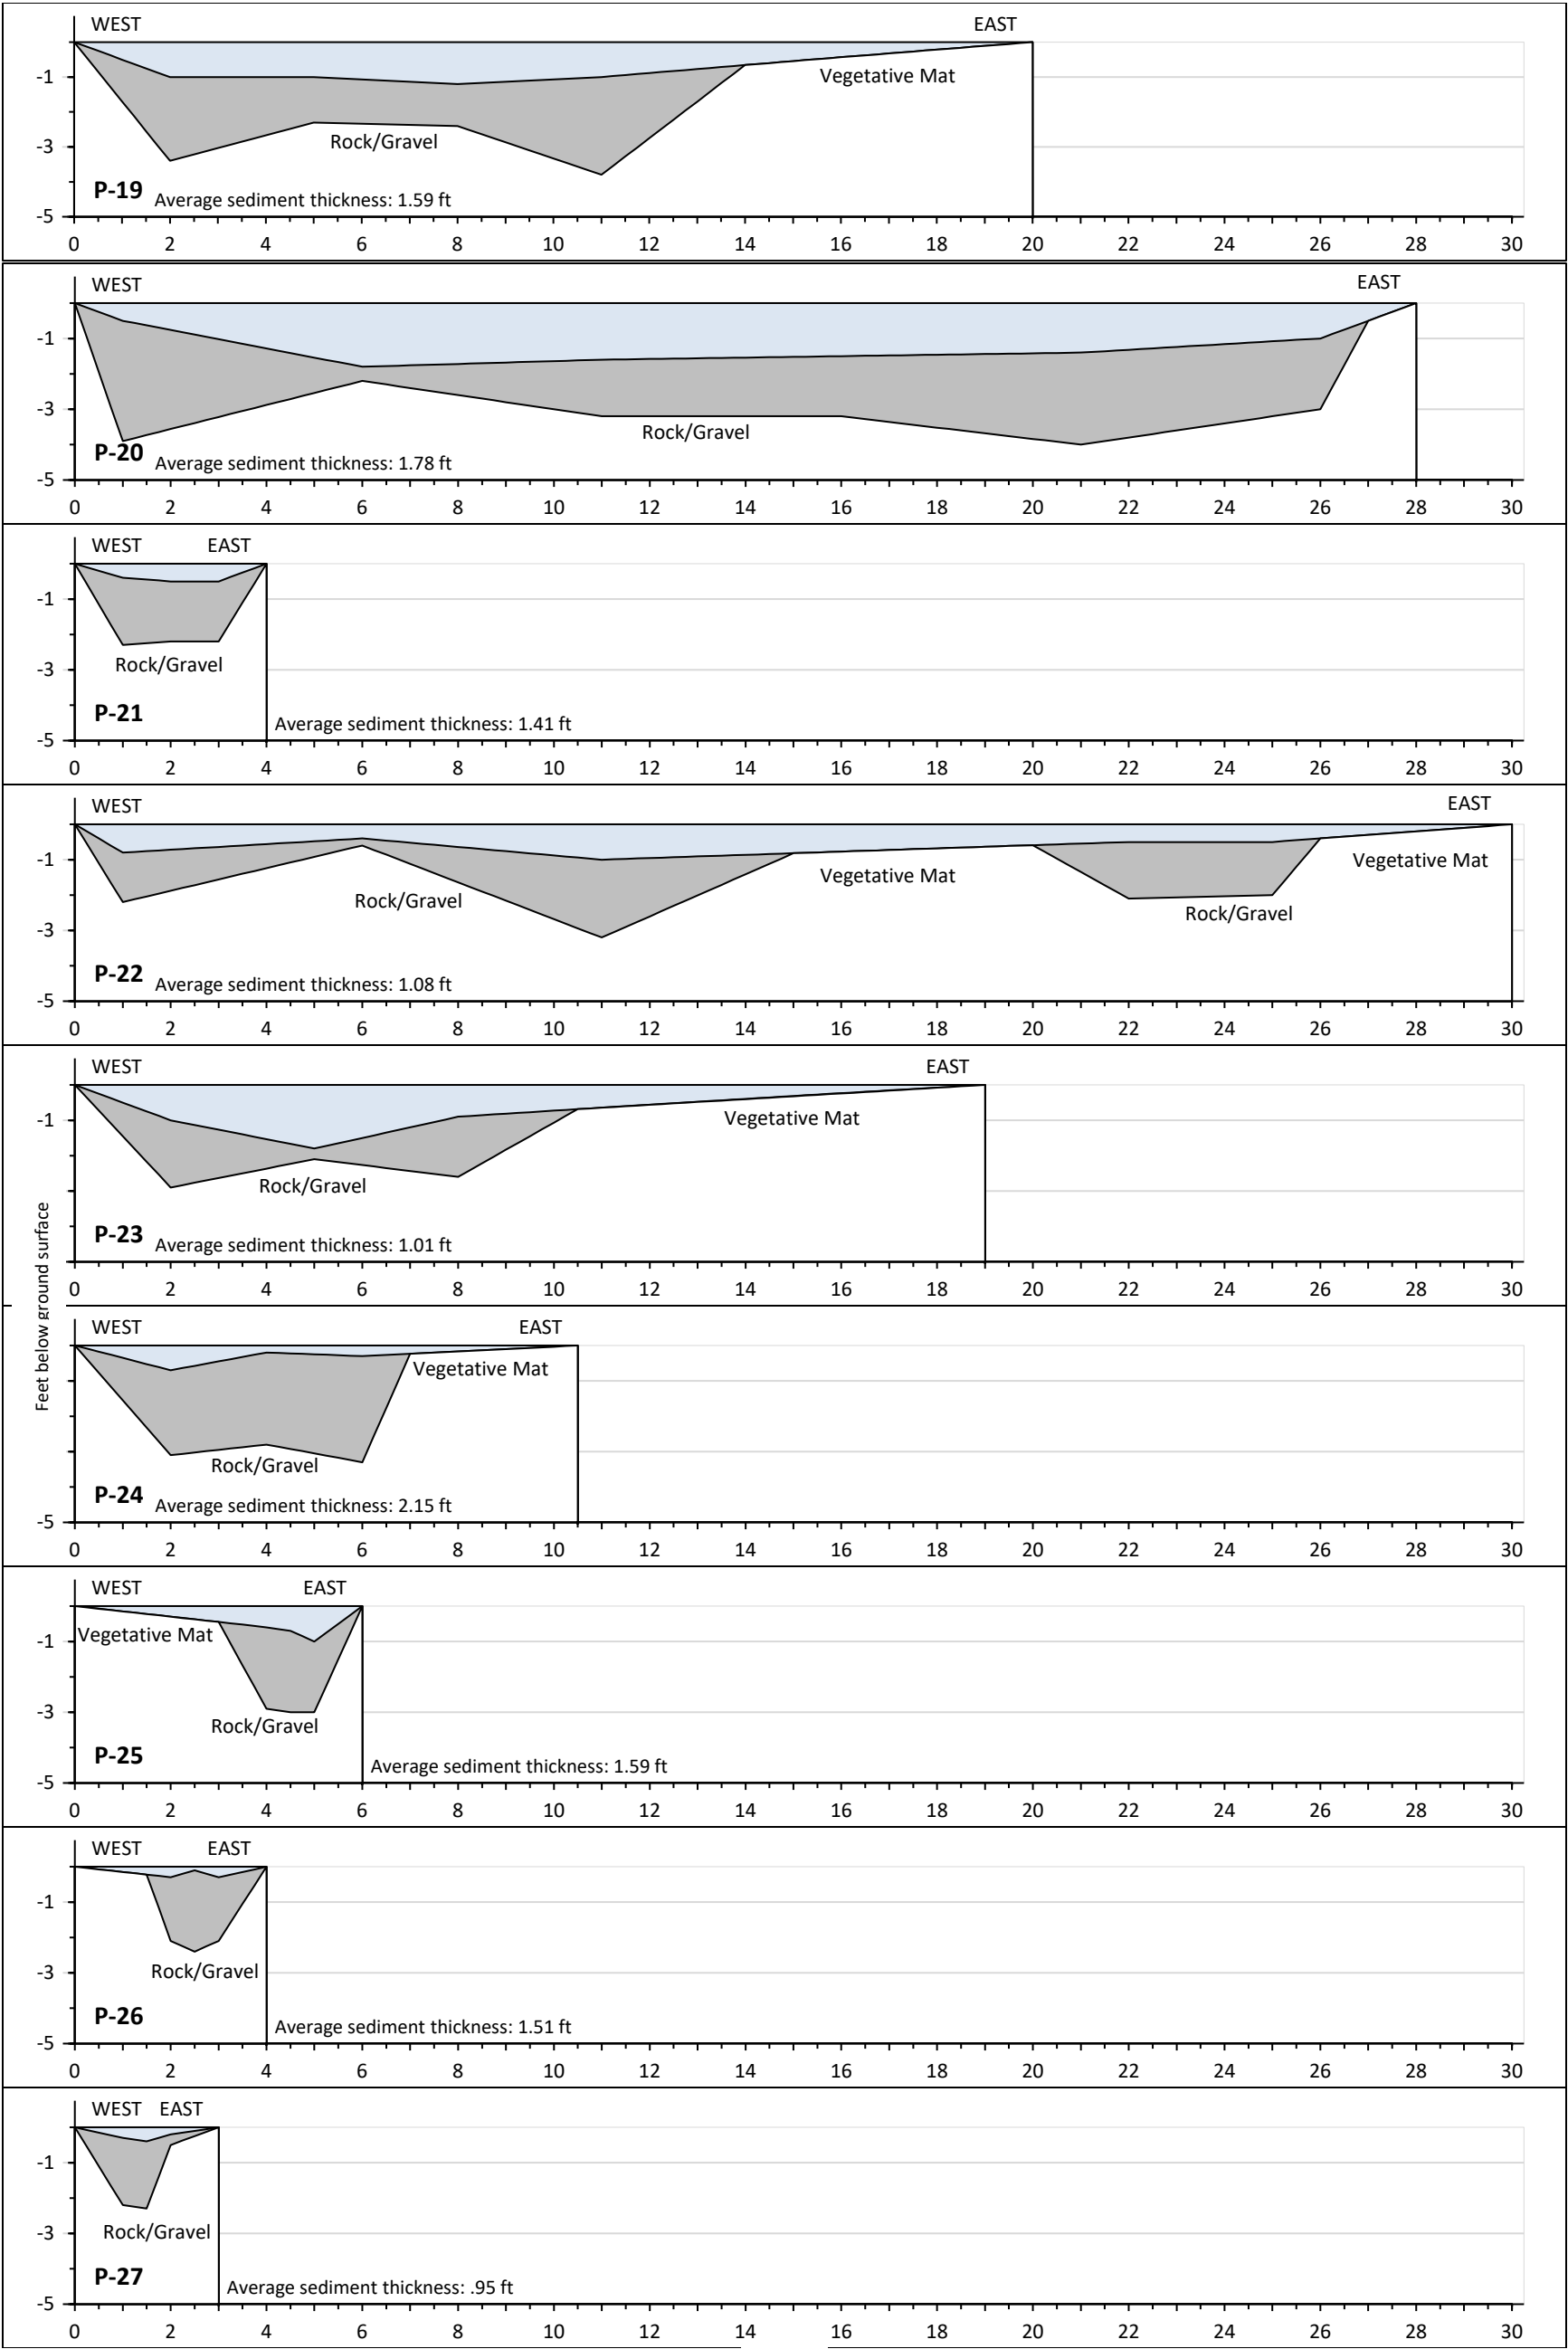 WEST EAST
-1
Vegetative Mat
-3
Rock/Gravel
P-19 Average sediment thickness: 1.59 ft
-5
0 2 4 6 8 10 12 14 16 18 20 22 24 26 28 30
WEST EAST
-1
-3
Rock/Gravel
P-20 Average sediment thickness: 1.78 ft
-5
0 2 4 6 8 10 12 14 16 18 20 22 24 26 28 30
WEST EAST
-1
Rock/Gravel
-3
P-21 Average sediment thickness: 1.41 ft
-5
0 2 4 6 8 10 12 14 16 18 20 22 24 26 28 30
WEST EAST
-1
Vegetative Mat Vegetative Mat
Rock/Gravel Rock/Gravel
-3
P-22 Average sediment thickness: 1.08 ft
-5
0 2 4 6 8 10 12 14 16 18 20 22 24 26 28 30
WEST EAST
-1
Vegetative Mat
Rock/Gravel
P-23 Average sediment thickness: 1.01 ft
0 2 4 6 8 10 12 14 16 18 20 22 24 26 28 30
Feet below ground surface
WEST EAST
Vegetative Mat
Rock/Gravel
P-24 Average sediment thickness: 2.15 ft
-5
0 2 4 6 8 10 12 14 16 18 20 22 24 26 28 30
WEST EAST
-1
Vegetative Mat
-3
Rock/Gravel
P-25 Average sediment thickness: 1.59 ft
-5
0 2 4 6 8 10 12 14 16 18 20 22 24 26 28 30
WEST EAST
-1
-3
Rock/Gravel
P-26 Average sediment thickness: 1.51 ft
-5
0 2 4 6 8 10 12 14 16 18 20 22 24 26 28 30
WEST EAST
-1
-3
Rock/Gravel
P-27 Average sediment thickness: .95 ft
-5
0 2 4 6 8 10 12 14 16 18 20 22 24 26 28 30